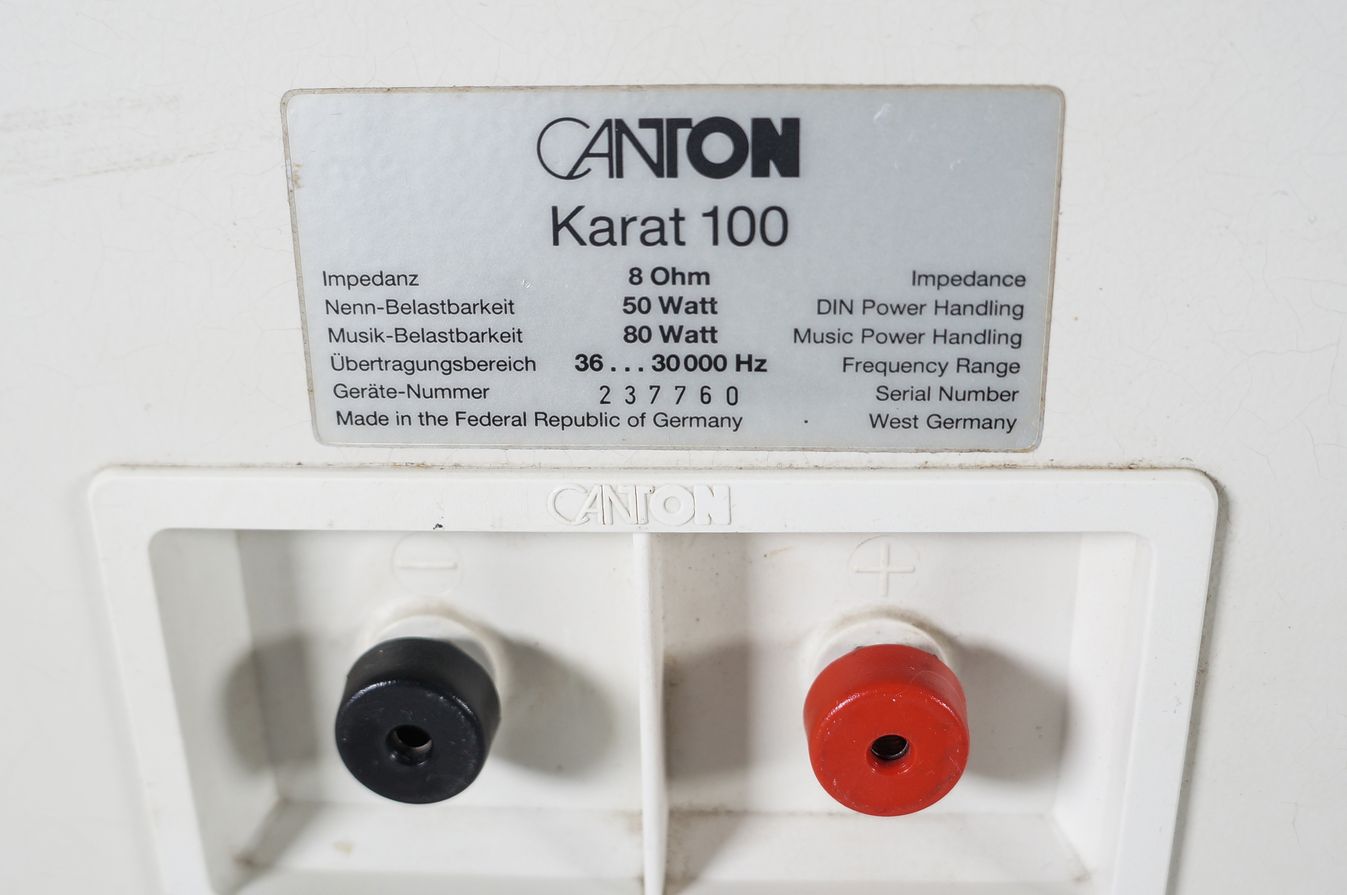 CANTON
Karat 100
Impedanz 8 Ohm Impedance
Nenn-Belastbarkeit 50 Watt DIN Power Handling
Musik-Belastbarkeit 80 Watt Music Power Handling
Übertragungsbereich 36...30000 Hz Frequency Range
Geräte-Nummer 237760 Serial Number
Made in the Federal Republic of Germany West Germany
CANTON
− +